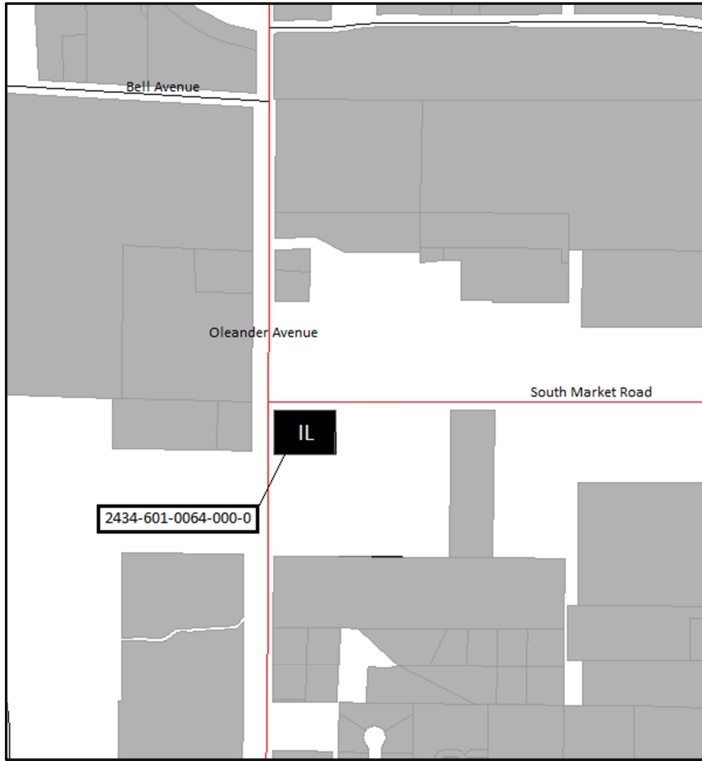 Bell Avenue
Oleander Avenue
South Market Road
IL
2434-601-0064-000-0